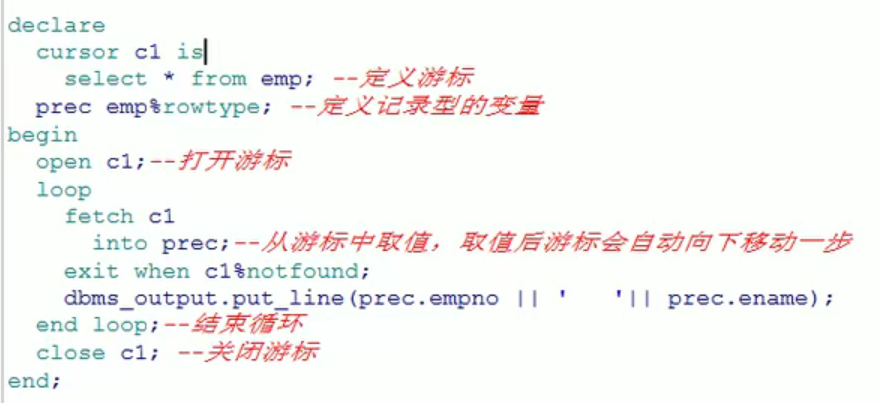 declare
  cursor c1 is
    select * from emp; --定义游标
  prec emp%rowtype; --定义记录型的变量
begin
  open c1;--打开游标
  loop
    fetch c1
      into prec;--从游标中取值，取值后游标会自动向下移动一步
    exit when c1%notfound;
    dbms_output.put_line(prec.empno || '   '|| prec.ename);
  end loop;--结束循环
  close c1; --关闭游标
end;